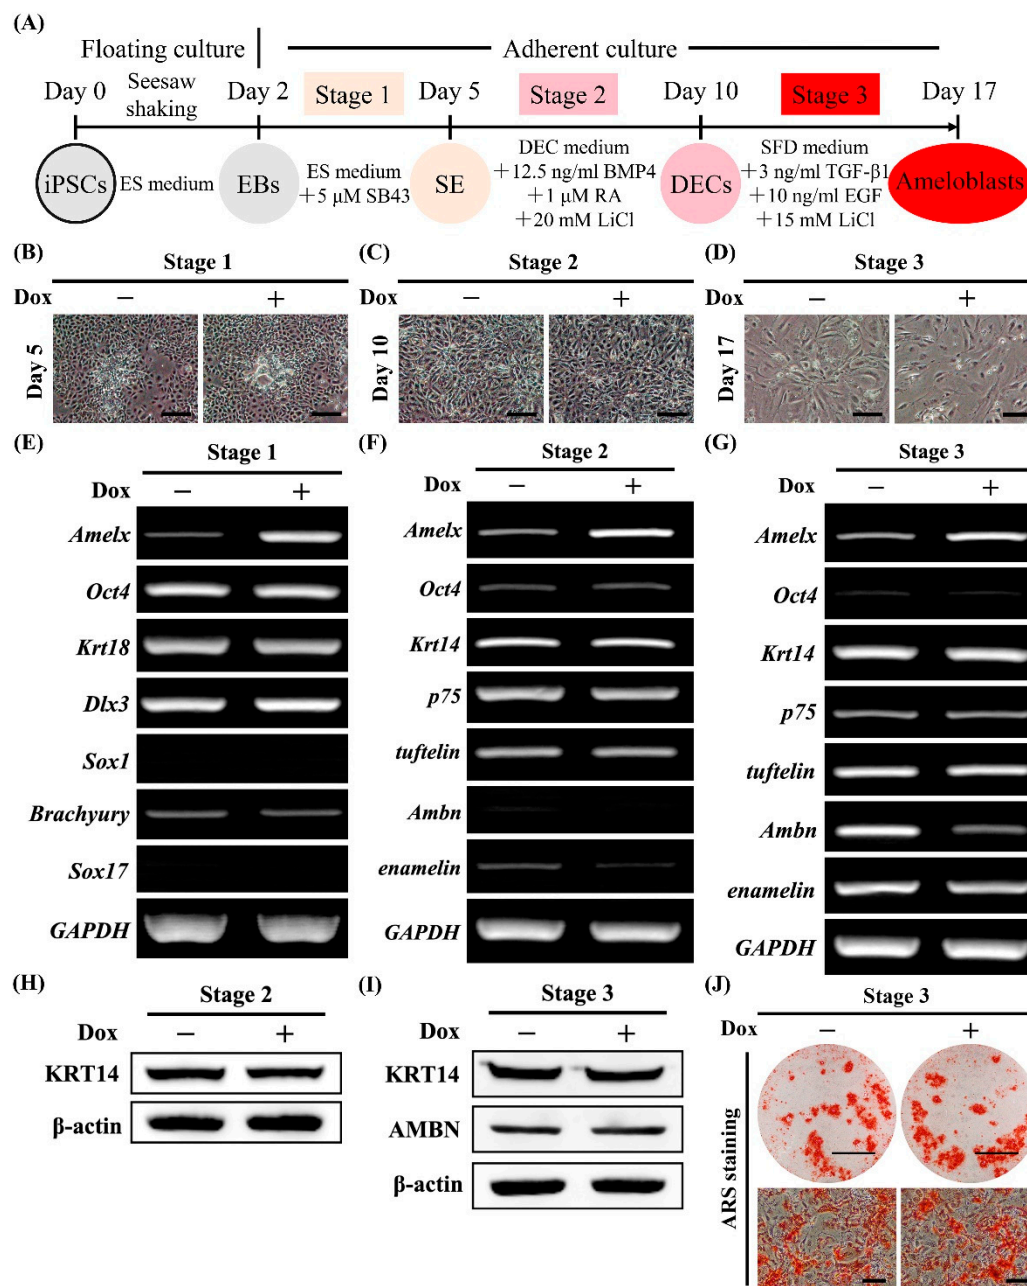 (A)
Floating culture
Adherent culture
Day 0
Seesaw
shaking
Day 2
Stage 1
Day 5
Stage 2
Day 10
Stage 3
Day 17
iPSCs
ES medium
EBs
ES medium
+5 μM SB43
SE
DEC medium
+12.5 ng/ml BMP4
+1 μM RA
+20 mM LiCl
DECs
SFD medium
+3 ng/ml TGF-β1
+10 ng/ml EGF
+15 mM LiCl
Ameloblasts
(B)
Stage 1
Dox
−
+
Day 5
(C)
Stage 2
Dox
−
+
Day 10
(D)
Stage 3
Dox
−
+
Day 17
(E)
Stage 1
Dox
−
+
Amelx
Oct4
Krt18
Dlx3
Sox1
Brachyury
Sox17
GAPDH
(F)
Stage 2
Dox
−
+
Amelx
Oct4
Krt14
p75
tuftelin
Ambn
enamelin
GAPDH
(G)
Stage 3
Dox
−
+
Amelx
Oct4
Krt14
p75
tuftelin
Ambn
enamelin
GAPDH
(H)
Stage 2
Dox
−
+
KRT14
β-actin
(I)
Stage 3
Dox
−
+
KRT14
AMBN
β-actin
(J)
Stage 3
Dox
−
+
ARS staining